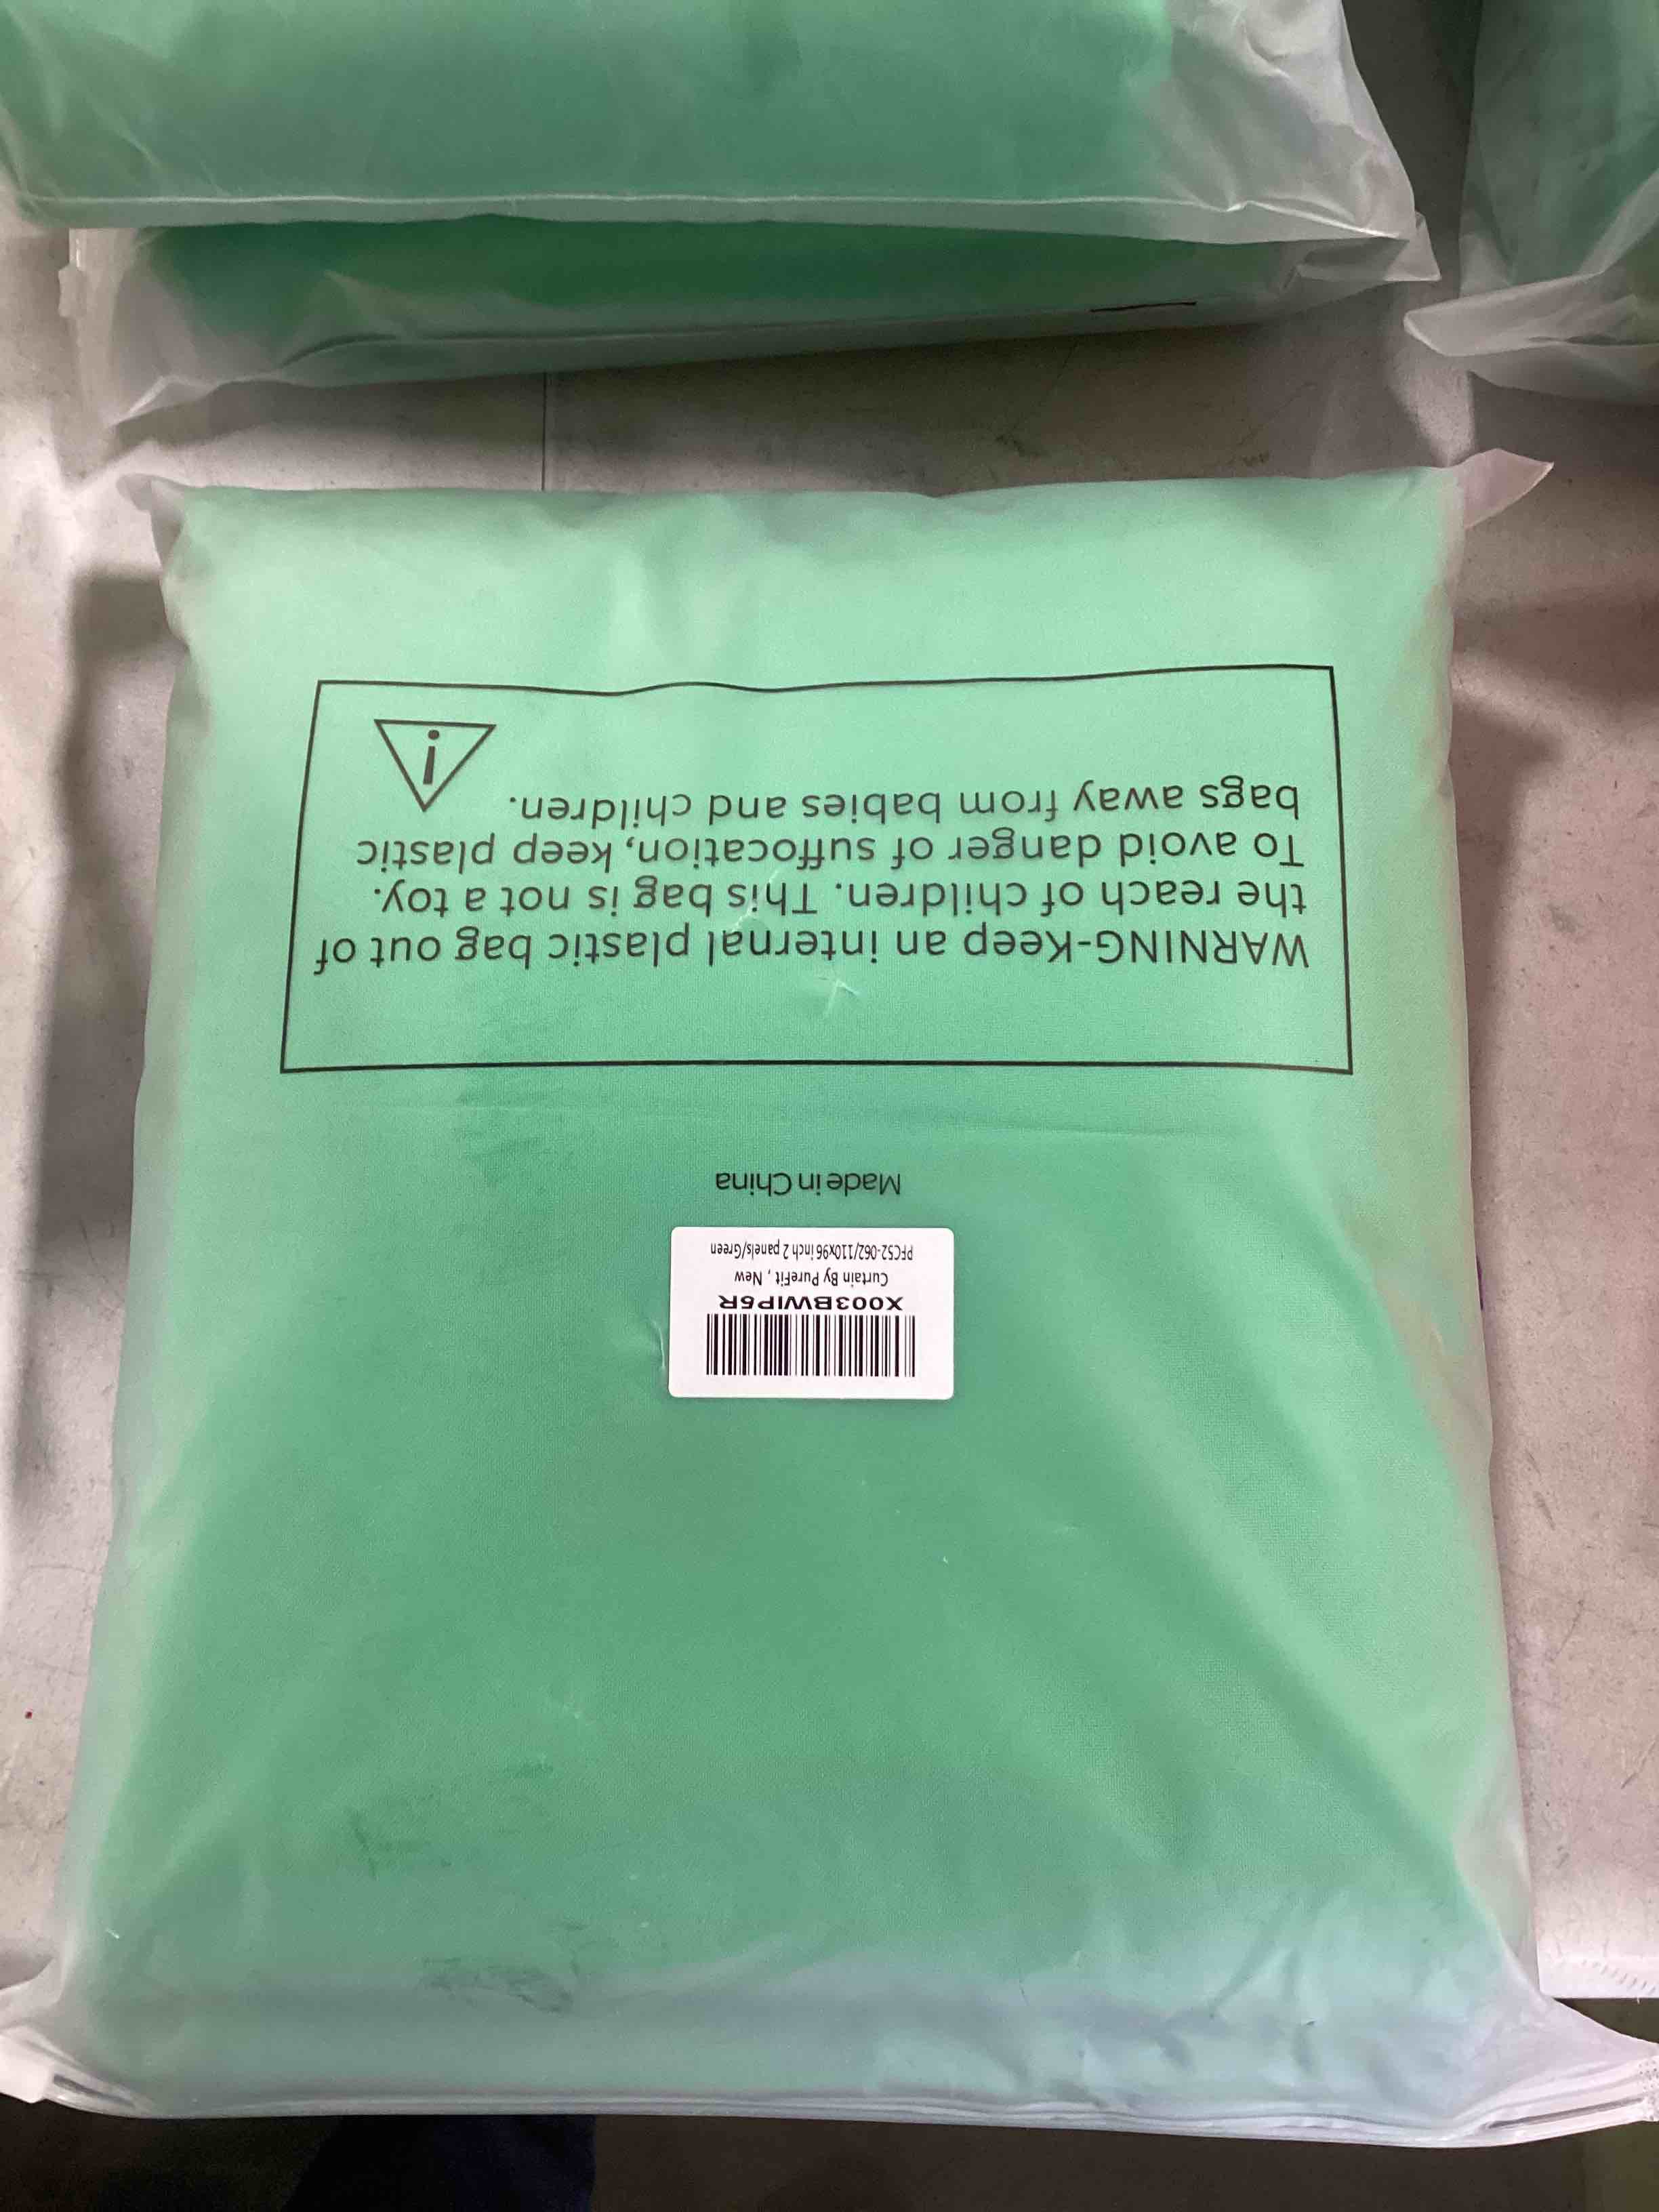 X003BWIP5R
Curtain By PureFit , New
PFC52-062/110x96 inch 2 panels/Green
Made in China
WARNING-Keep an internal plastic bag out of
the reach of children. This bag is not a toy.
To avoid danger of suffocation, keep plastic
bags away from babies and children.